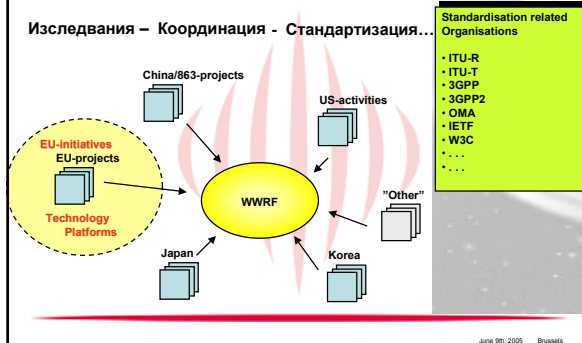 Изследвания – Координация - Стандартизация…
Standardisation related
Organisations
• ITU-R
• ITU-T
• 3GPP
• 3GPP2
• OMA
• IETF
• W3C
• . . .
• . . .
China/863-projects
US-activities
EU-initiatives
EU-projects
Technology
Platforms
WWRF
”Other”
Japan
Korea
June 9th, 2005 Brussels